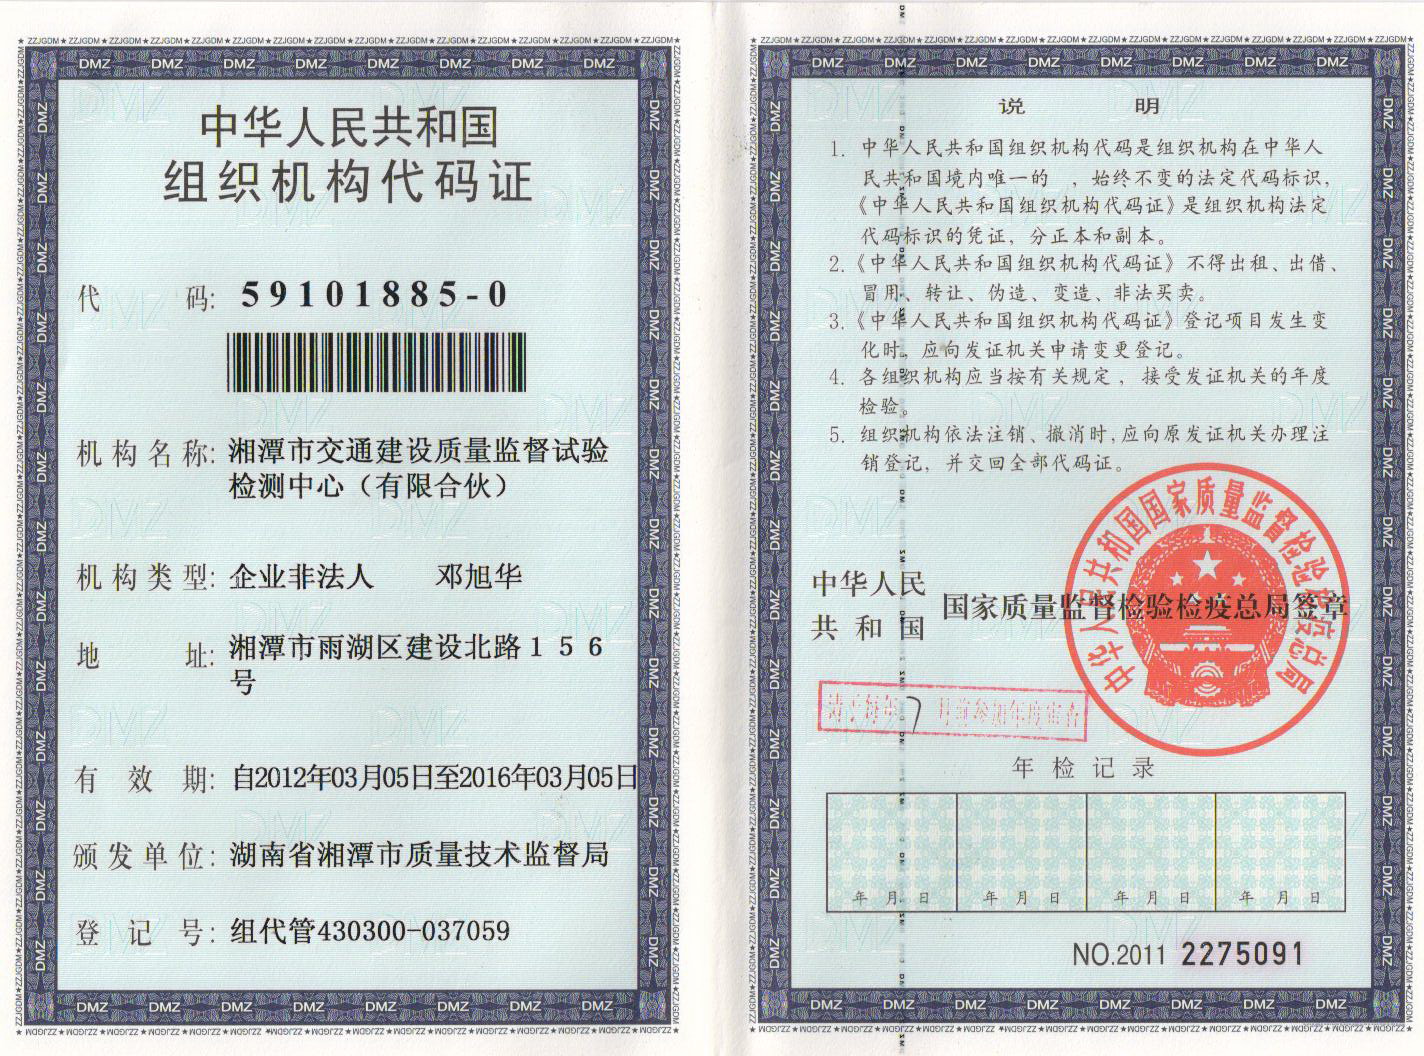 中华人民共和国
组织机构代码证
代 码: 59101885-0
机构名称: 湘潭市交通建设质量监督试验
检测中心（有限合伙）
机构类型: 企业非法人 邓旭华
地 址: 湘潭市雨湖区建设北路156
号
有 效 期: 自2012年03月05日至2016年03月05日
颁发单位: 湖南省湘潭市质量技术监督局
登 记 号: 组代管430300-037059
说 明
1. 中华人民共和国组织机构代码是组织机构在中华人
民共和国境内唯一的 ，始终不变的法定代码标识，
《中华人民共和国组织机构代码证》是组织机构法定
代码标识的凭证，分正本和副本。
2.《中华人民共和国组织机构代码证》不得出租、出借、
冒用、转让、伪造、变造、非法买卖。
3.《中华人民共和国组织机构代码证》登记项目发生变
化时，应向发证机关申请变更登记。
4. 各组织机构应当按有关规定，接受发证机关的年度
检验。
5. 组织机构依法注销、撤消时，应向原发证机关办理注
销登记，并交回全部代码证。
中华人民共和国国家质量监督检验检疫总局
中华人民
共和国 国家质量监督检验检疫总局签章
请于每年 7 月前参加年度审合
年检记录
年 月 日 年 月 日 年 月 日 年 月 日
NO.2011 2275091
DMZ
ZZJGDM